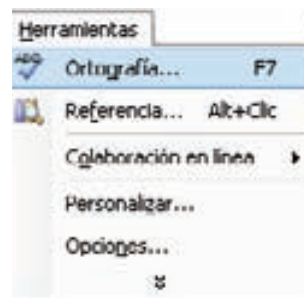 Herramientas
Ortografía... F7
Referencia... Alt+Clic
Colaboración en línea
Personalizar...
Opciones...